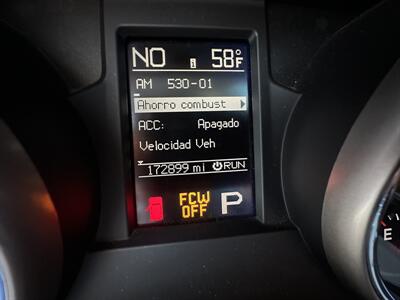 NO 58°F
AM 530-01
Ahorro combust
ACC: Apagado
Velocidad Veh
172899 mi RUN
FCW
OFF P
E